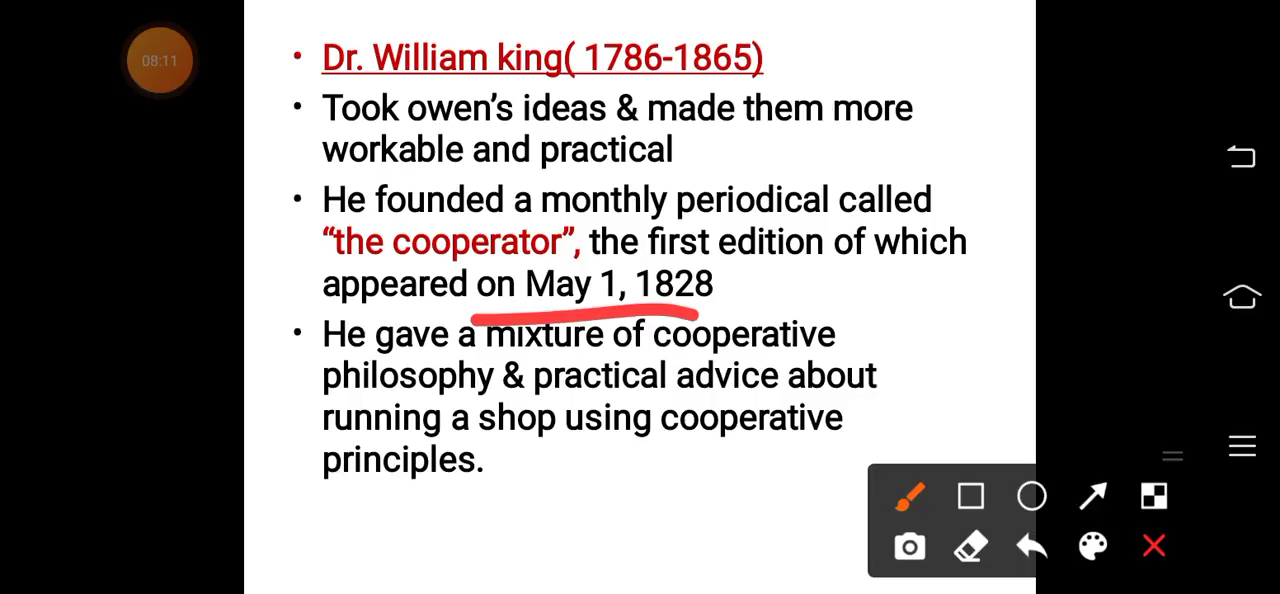 08:11
• Dr. William king( 1786-1865)
• Took owen’s ideas & made them more
workable and practical
• He founded a monthly periodical called
“the cooperator”, the first edition of which
appeared on May 1, 1828
• He gave a mixture of cooperative
philosophy & practical advice about
running a shop using cooperative
principles.